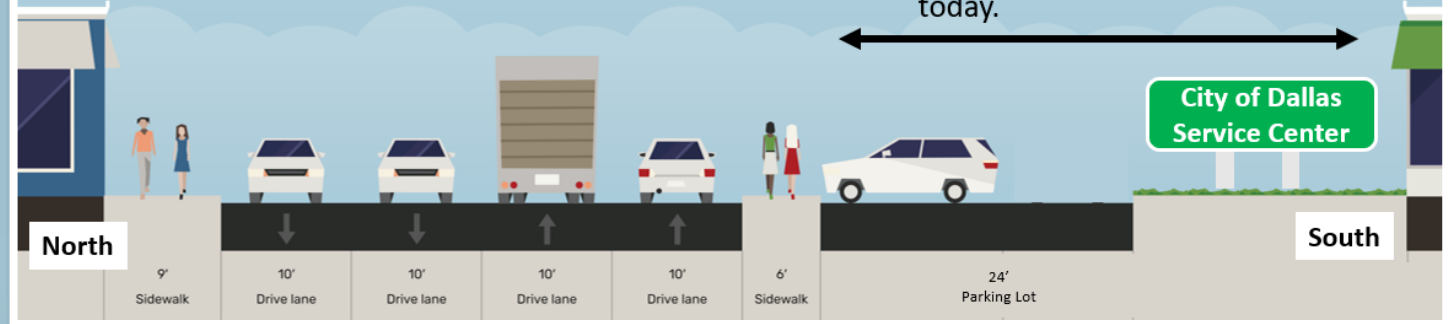 today.
City of Dallas
Service Center
North
South
9' 10' 10' 10' 10' 6' 24'
Sidewalk Drive lane Drive lane Drive lane Drive lane Sidewalk Parking Lot